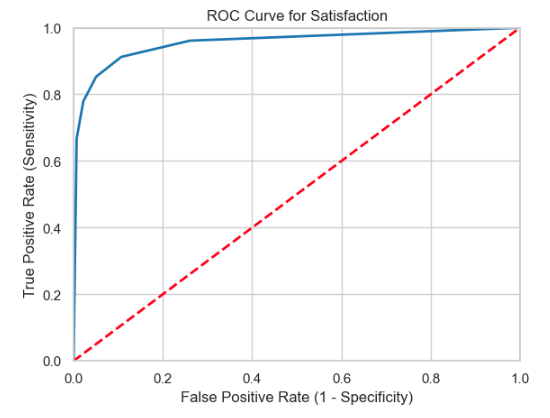 ROC Curve for Satisfaction
True Positive Rate (Sensitivity)
1.0
0.8
0.6
0.4
0.2
0.0
0.0 0.2 0.4 0.6 0.8 1.0
False Positive Rate (1 - Specificity)